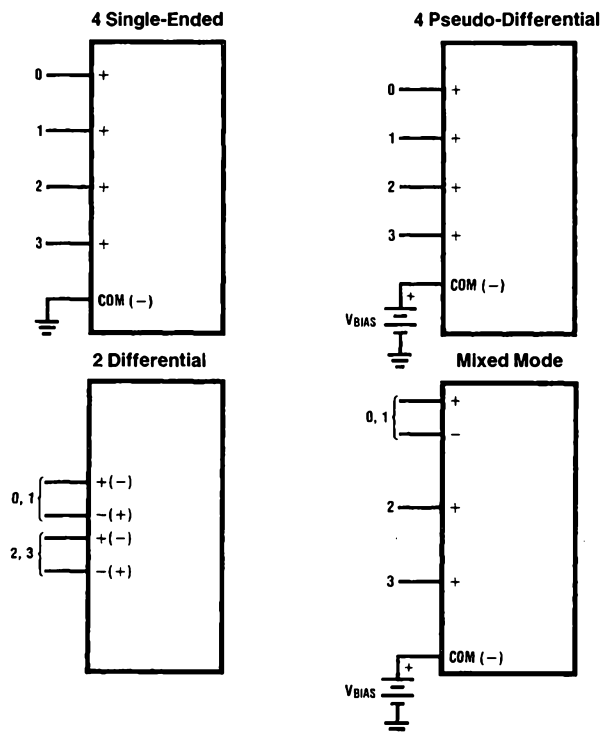 4 Single-Ended
0 +
1 +
2 +
3 +
COM (−)
4 Pseudo-Differential
0 +
1 +
2 +
3 +
COM (−)
+
VBIAS
2 Differential
0, 1
+(−)
−(+)
2, 3
+(−)
−(+)
Mixed Mode
0, 1
+
−
2 +
3 +
COM (−)
+
VBIAS